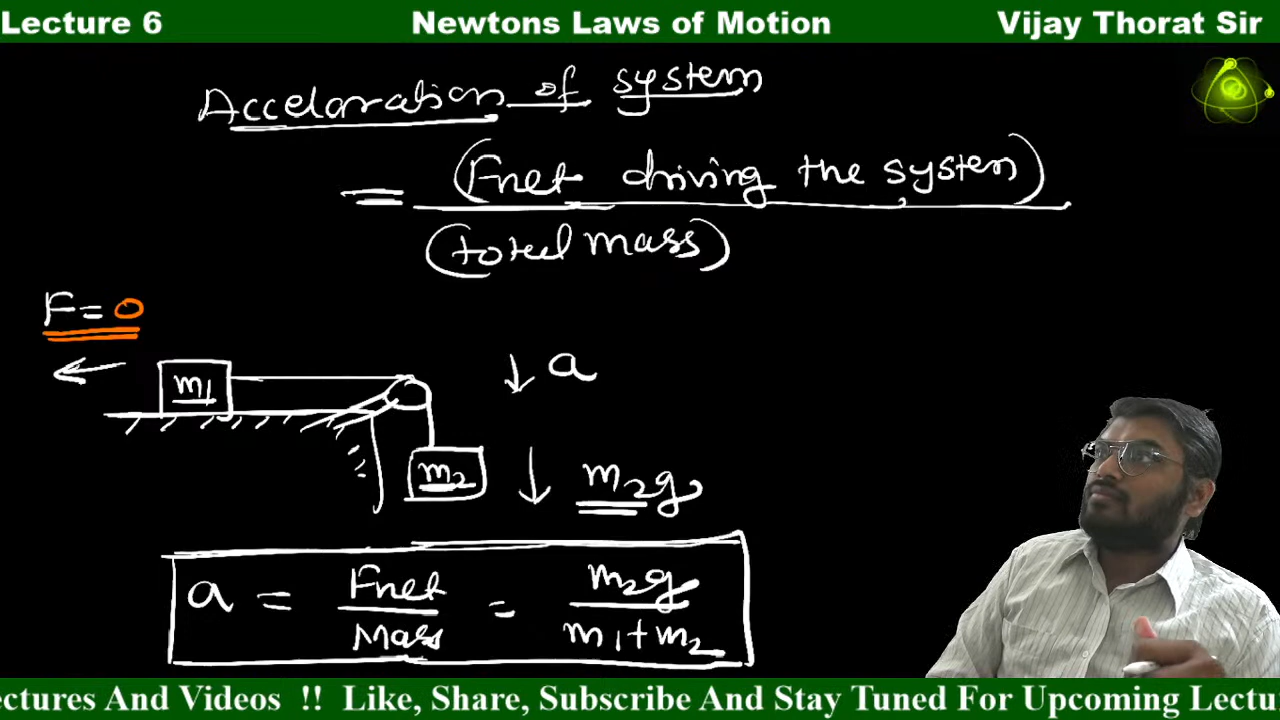 Lecture 6 Newtons Laws of Motion Vijay Thorat Sir
Accelaration of system
= (Fnet driving the system)
(total mass)
F = 0
m1
a
m2
m2g
a = Fnet / Mass = m2g / m1+m2
ectures And Videos !! Like, Share, Subscribe And Stay Tuned For Upcoming Lectu